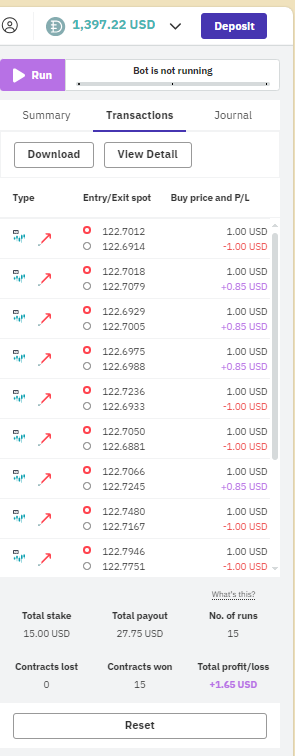 1,397.22 USD
Deposit
Run
Bot is not running
Summary Transactions Journal
Download View Detail
Type Entry/Exit spot Buy price and P/L
122.7012 1.00 USD
122.6914 -1.00 USD
122.7018 1.00 USD
122.7079 +0.85 USD
122.6929 1.00 USD
122.7005 +0.85 USD
122.6975 1.00 USD
122.6988 +0.85 USD
122.7236 1.00 USD
122.6933 -1.00 USD
122.7050 1.00 USD
122.6881 -1.00 USD
122.7066 1.00 USD
122.7245 +0.85 USD
122.7480 1.00 USD
122.7167 -1.00 USD
122.7946 1.00 USD
122.7751 -1.00 USD
What's this?
Total stake Total payout No. of runs
15.00 USD 27.75 USD 15
Contracts lost Contracts won Total profit/loss
0 15 +1.65 USD
Reset